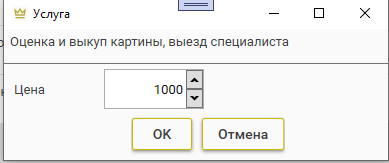 Услуга
Оценка и выкуп картины, выезд специалиста
Цена 1000
OK Отмена